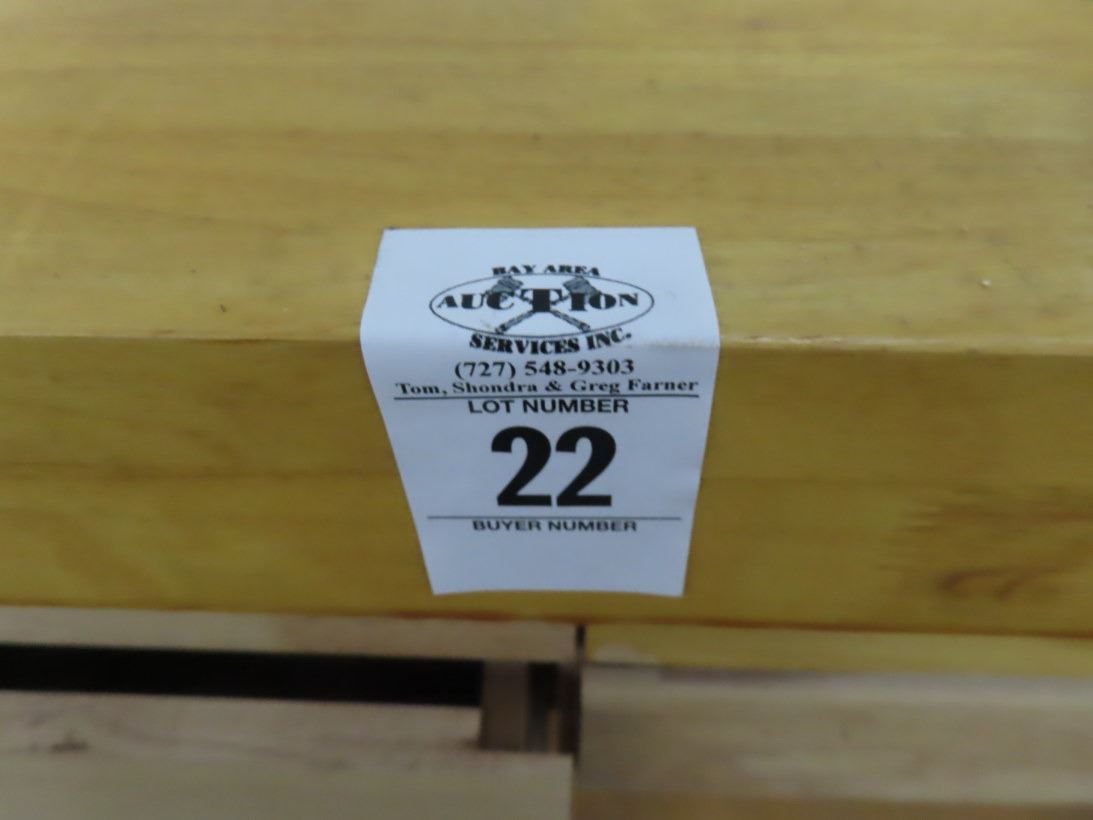 BAY AREA
AUCTION
SERVICES INC.
(727) 548-9303
Tom, Shondra & Greg Farner
LOT NUMBER
22
BUYER NUMBER